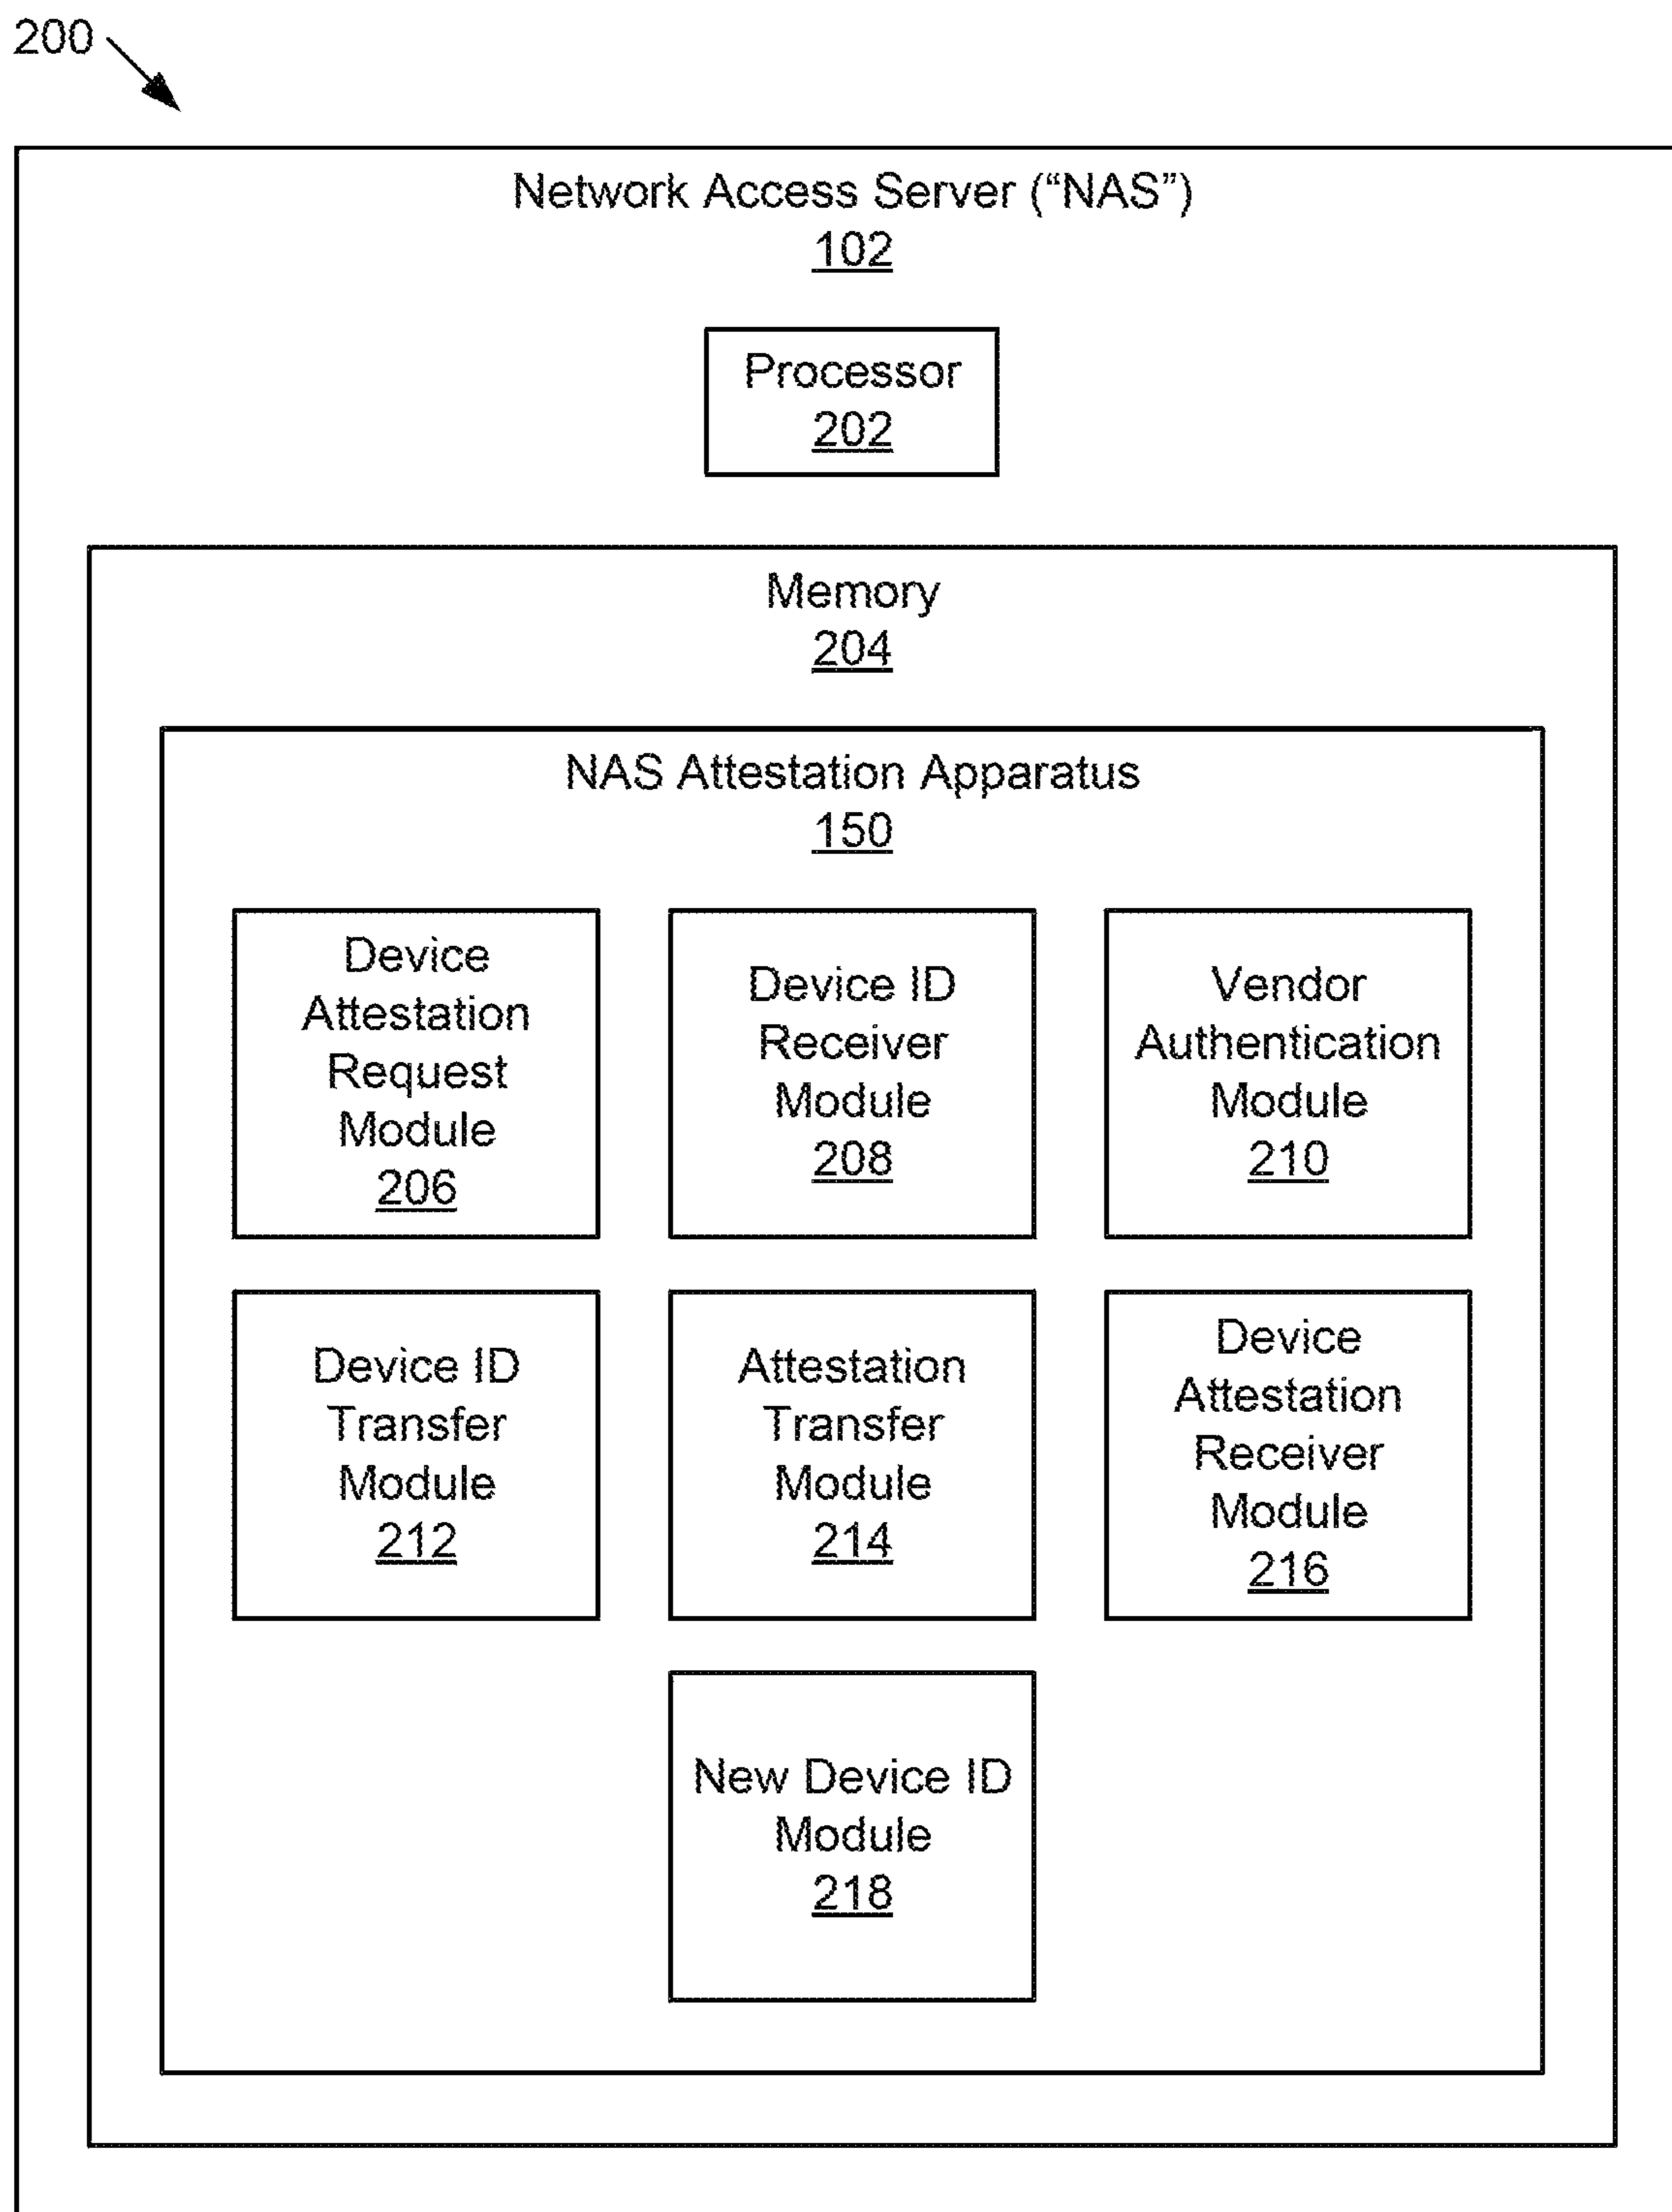 200
Network Access Server (“NAS”)
102
Processor
202
Memory
204
NAS Attestation Apparatus
150
Device
Attestation
Request
Module
206
Device ID
Receiver
Module
208
Vendor
Authentication
Module
210
Device ID
Transfer
Module
212
Attestation
Transfer
Module
214
Device
Attestation
Receiver
Module
216
New Device ID
Module
218